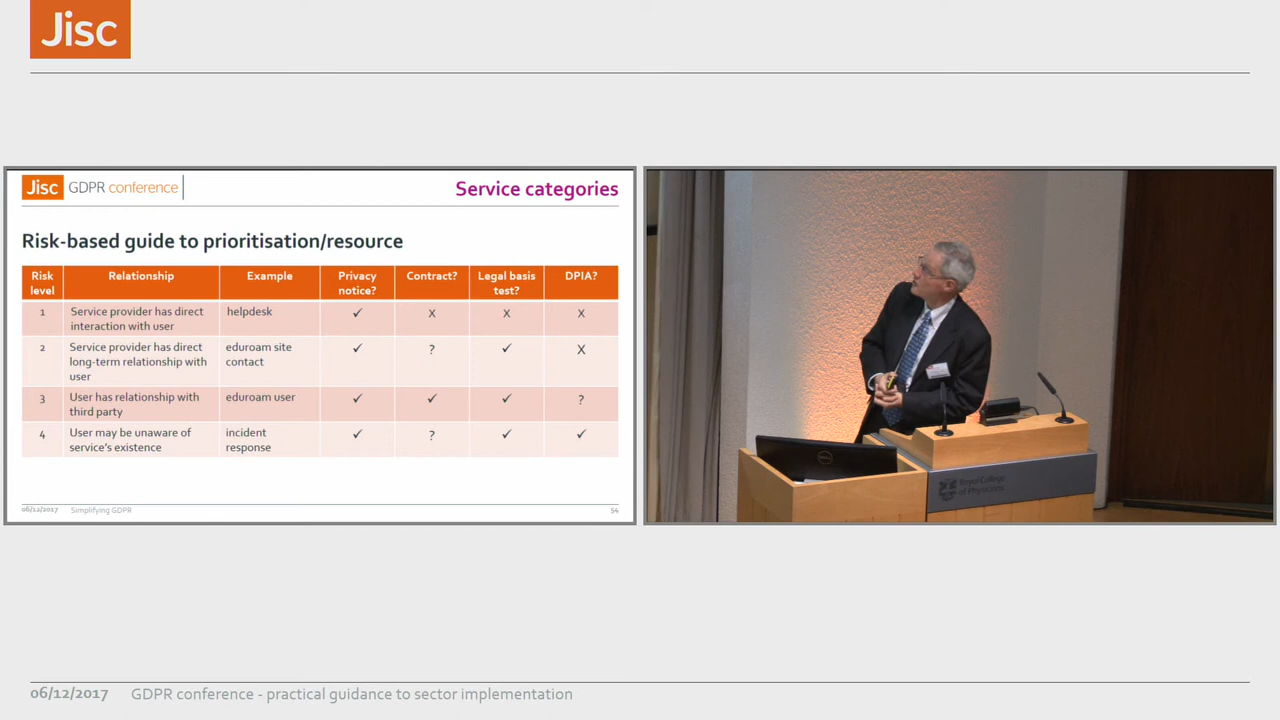 Jisc
Jisc GDPR conference
Service categories
Risk-based guide to prioritisation/resource
Risk level Relationship Example Privacy notice? Contract? Legal basis test? DPIA?
1 Service provider has direct interaction with user helpdesk ✓ X X X
2 Service provider has direct long-term relationship with user eduroam site contact ✓ ? ✓ X
3 User has relationship with third party eduroam user ✓ ✓ ✓ ?
4 User may be unaware of service's existence incident response ✓ ? ✓ ✓
06/12/2017 Simplifying GDPR 54
Royal College
of Physicians
06/12/2017 GDPR conference - practical guidance to sector implementation